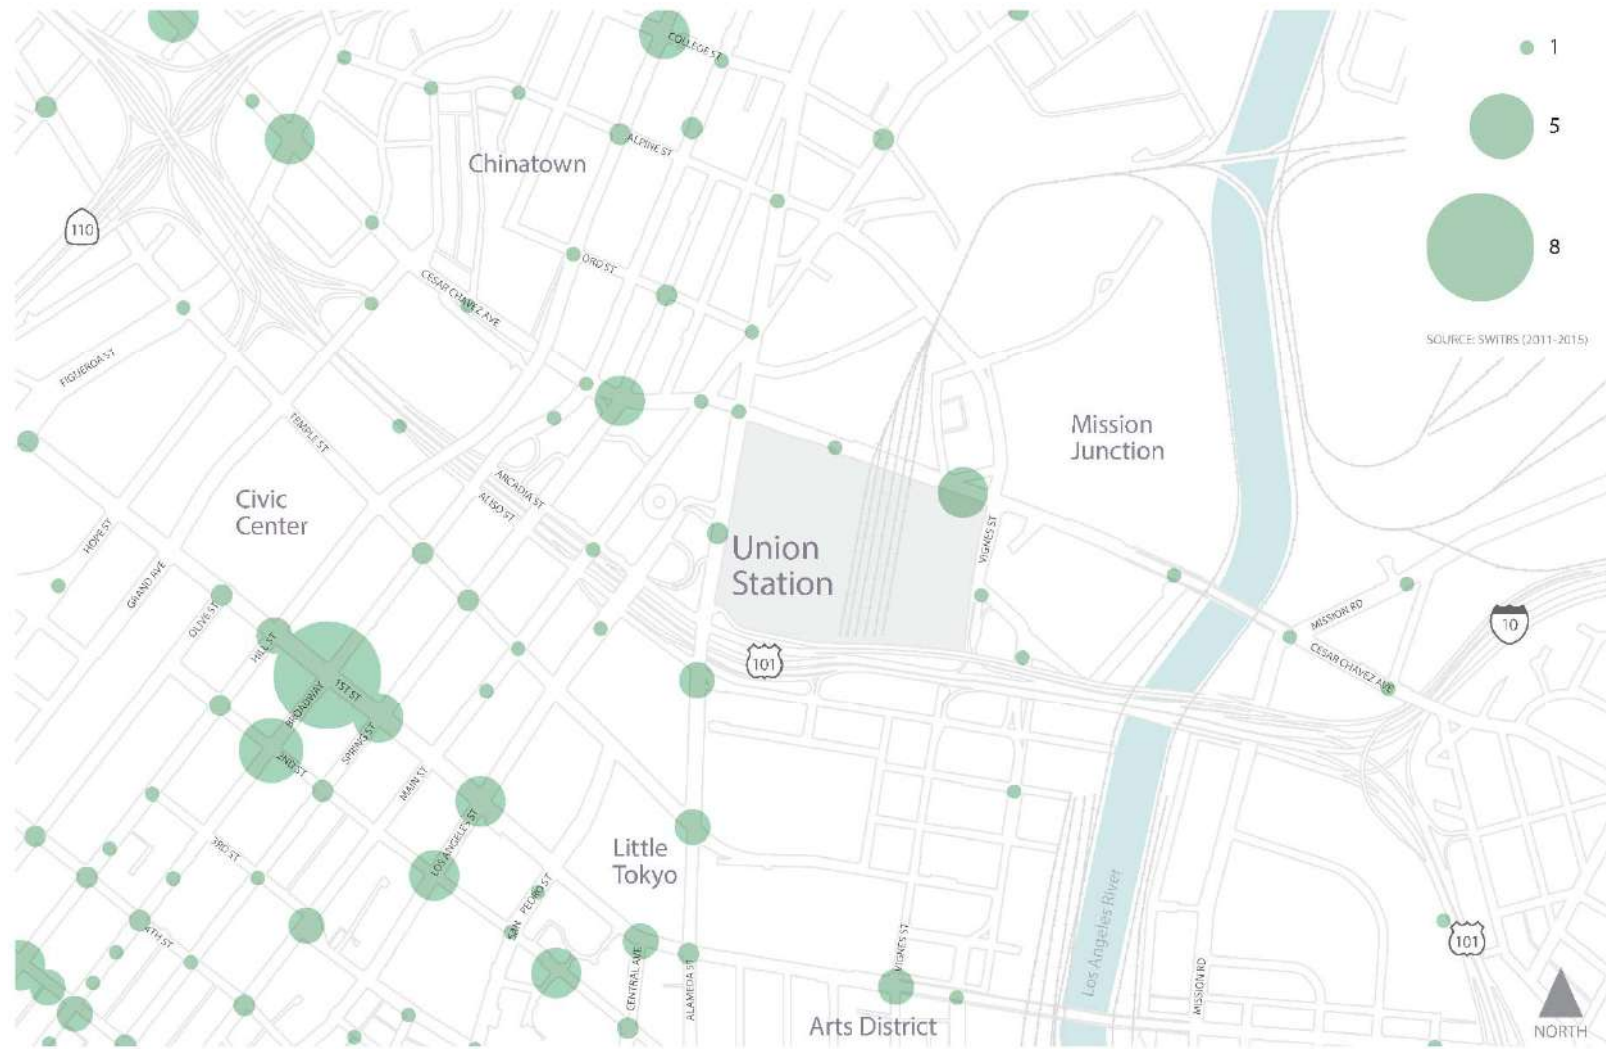 COLLEGE ST
1
5
8
ALPINE ST
Chinatown
110
ORD ST
CESAR CHAVEZ AVE
SOURCE: SWITRS (2011-2015)
FIGUEROA ST
TEMPLE ST
Mission
Junction
Civic
Center
ARCADIA ST
ALISO ST
HOPE ST
VIGNES ST
Union
Station
GRAND AVE
OLIVE ST
MISSION RD
10
HILL ST
CESAR CHAVEZ AVE
101
1ST ST
BROADWAY
SPRING ST
2ND ST
MAIN ST
3RD ST
LOS ANGELES ST
Little
Tokyo
SAN PEDRO ST
4TH ST
Los Angeles River
VIGNES ST
101
CENTRAL AVE
ALAMEDA ST
MISSION RD
Arts District
NORTH